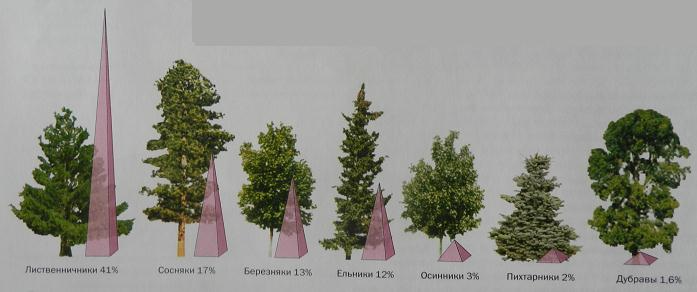 Лиственничники 41%
Сосняки 17%
Березняки 13%
Ельники 12%
Осинники 3%
Пихтарники 2%
Дубравы 1,6%